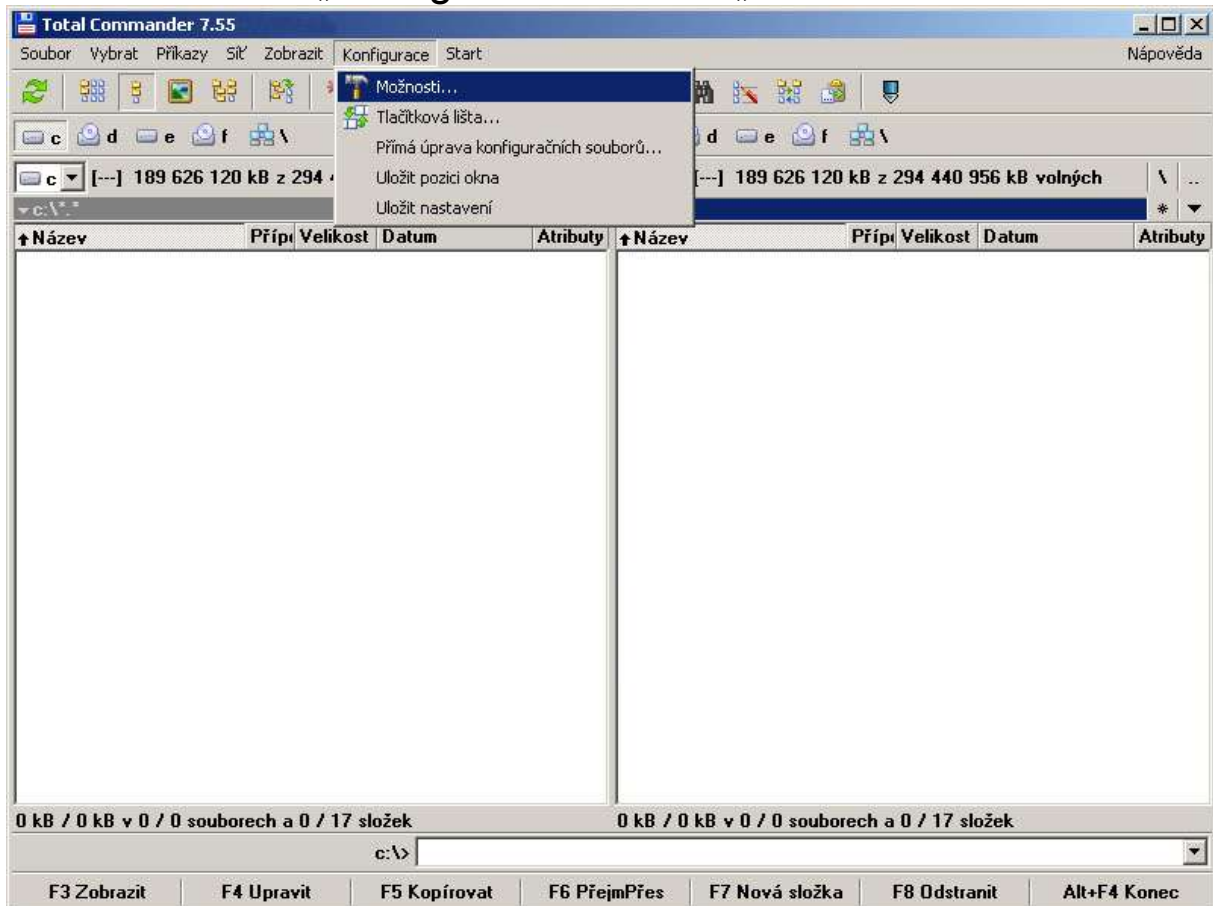 Total Commander 7.55
Soubor Vybrat Příkazy Síť Zobrazit Konfigurace Start Nápověda
Možnosti...
Tlačítková lišta...
Přímá úprava konfiguračních souborů...
Uložit pozici okna
Uložit nastavení
c d e f \ d e f \
c [---] 189 626 120 kB z 294 [---] 189 626 120 kB z 294 440 956 kB volných \ ..
c:\*.* * 
Název Přípo Velikost Datum Atributy Název Přípo Velikost Datum Atributy
0 kB / 0 kB v 0 / 0 souborech a 0 / 17 složek 0 kB / 0 kB v 0 / 0 souborech a 0 / 17 složek
c:\>
F3 Zobrazit F4 Upravit F5 Kopírovat F6 PřejmPřes F7 Nová složka F8 Odstranit Alt+F4 Konec